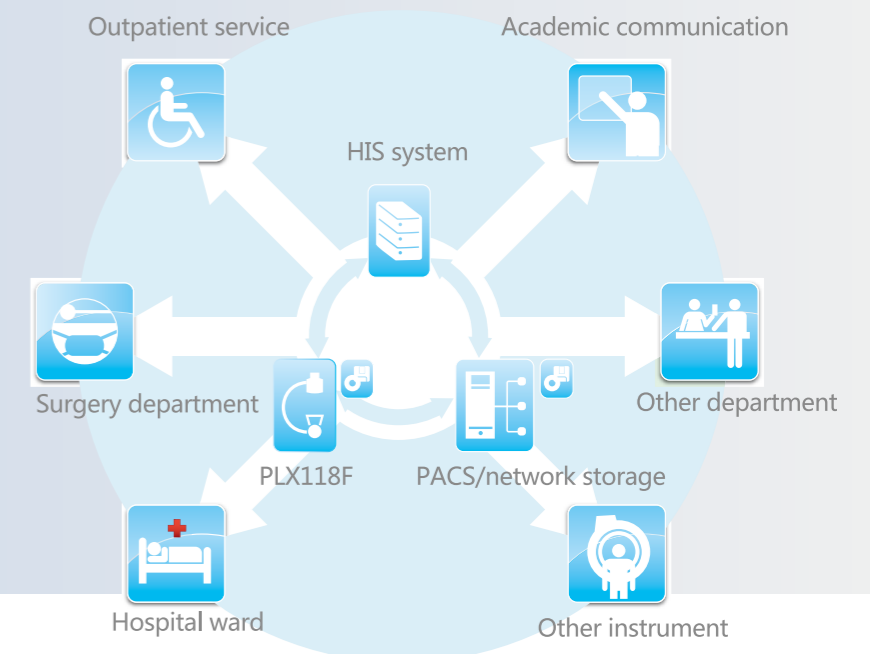 Outpatient service
Academic communication
HIS system
Surgery department
Other department
PLX118F
PACS/network storage
Hospital ward
Other instrument